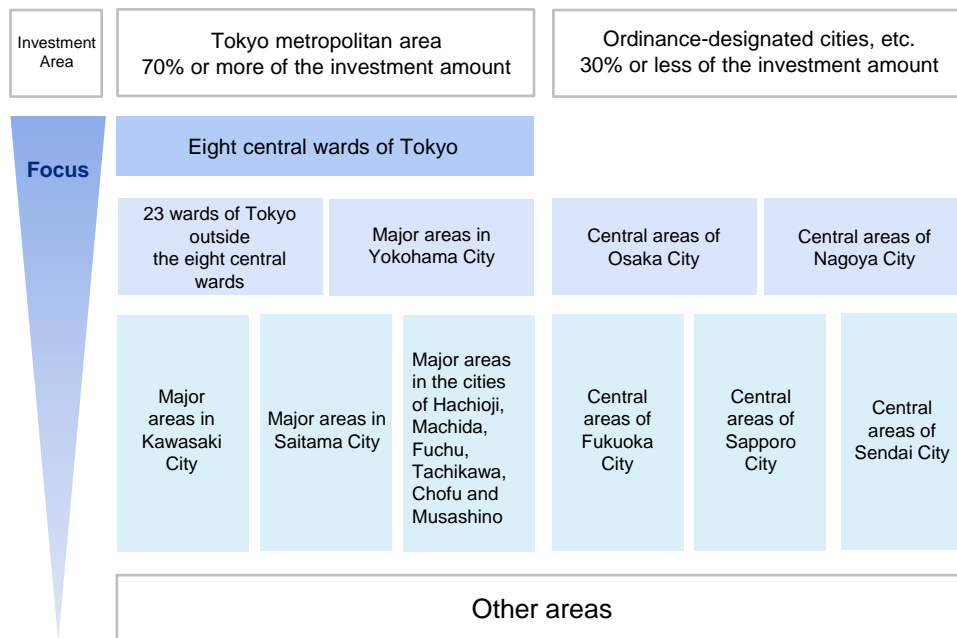 Investment
Area
Tokyo metropolitan area
70% or more of the investment amount
Ordinance-designated cities, etc.
30% or less of the investment amount
Focus
Eight central wards of Tokyo
23 wards of Tokyo
outside
the eight central
wards
Major areas in
Yokohama City
Central areas of
Osaka City
Central areas of
Nagoya City
Major
areas in
Kawasaki
City
Major areas in
Saitama City
Major areas
in the cities
of Hachioji,
Machida,
Fuchu,
Tachikawa,
Chofu and
Musashino
Central
areas of
Fukuoka
City
Central
areas of
Sapporo
City
Central
areas of
Sendai City
Other areas